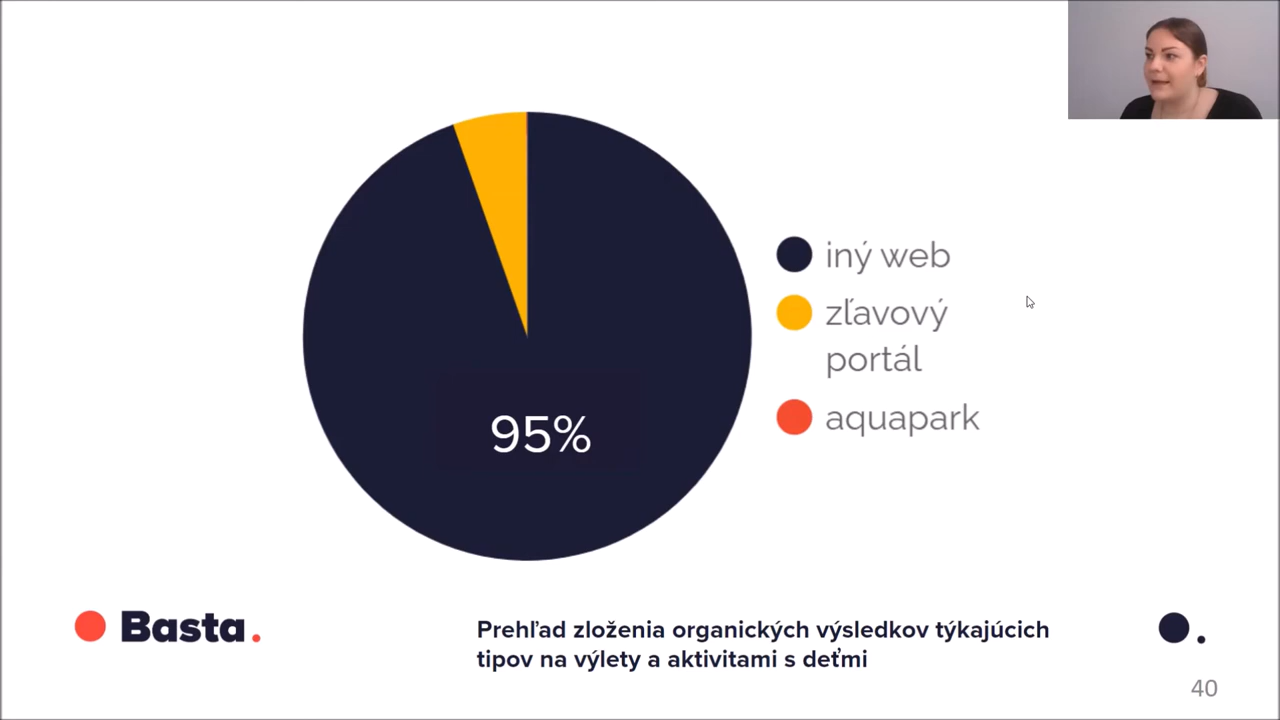 95%
iný web
zľavový
portál
aquapark
Basta.
Prehľad zloženia organických výsledkov týkajúcich
tipov na výlety a aktivitami s deťmi
40